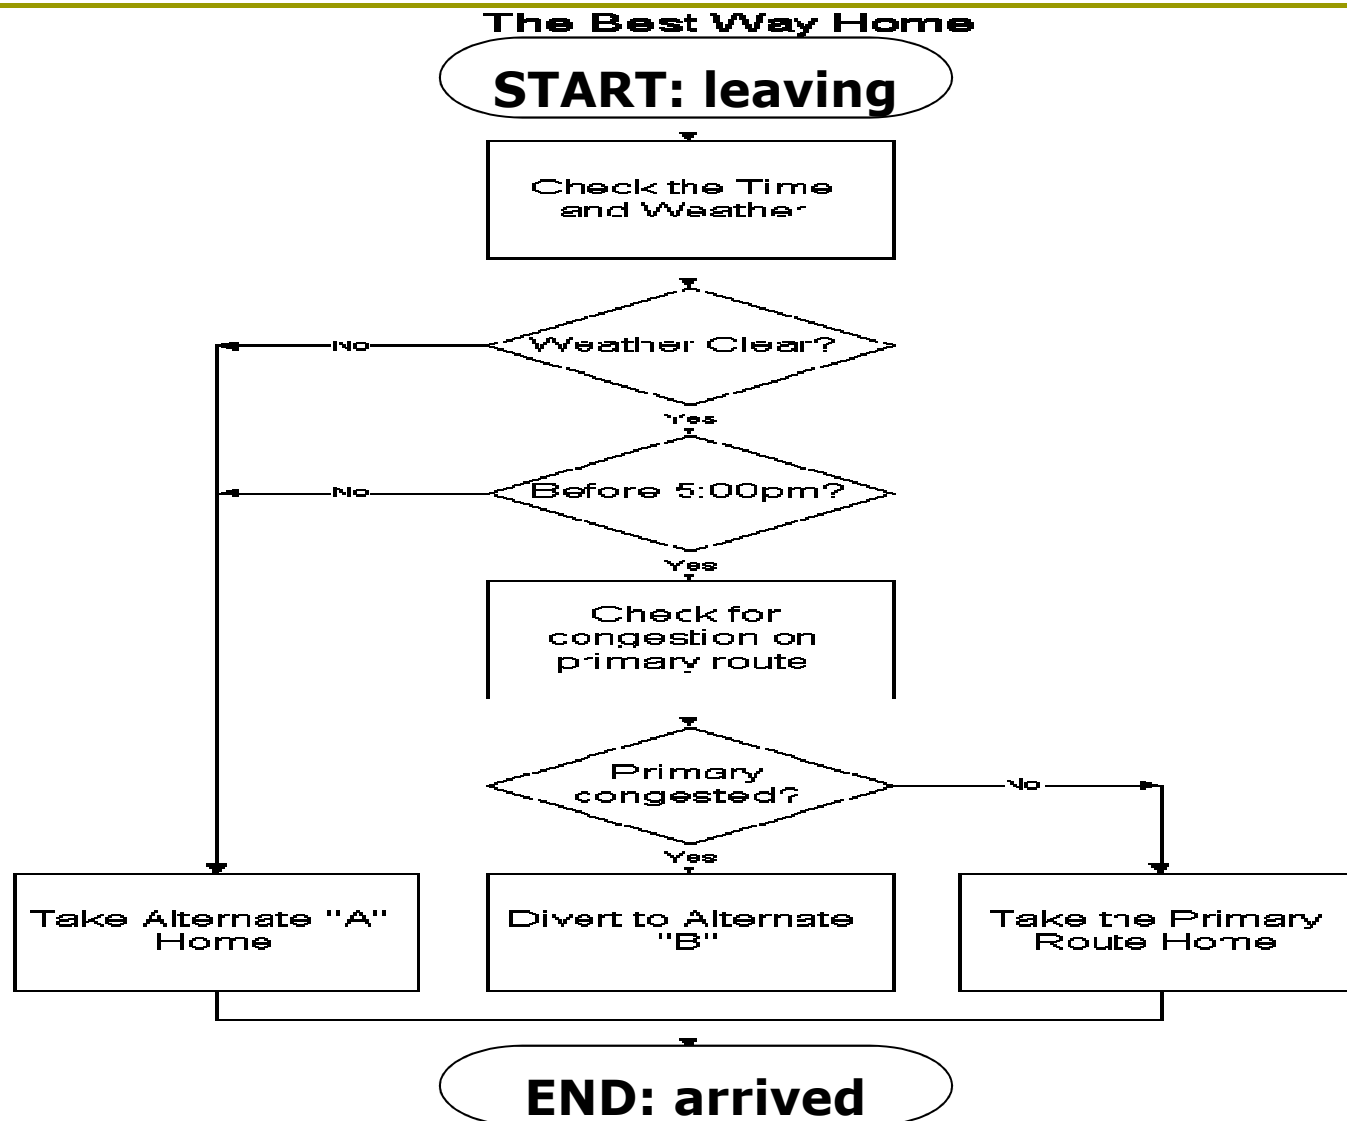 The Best Way Home
START: leaving
Check the Time
and Weather
Weather Clear?
No
Yes
Before 5:00pm?
No
Yes
Check for
congestion on
primary route
Primary
congested?
No
Yes
Take Alternate "A"
Home
Divert to Alternate
"B"
Take the Primary
Route Home
END: arrived